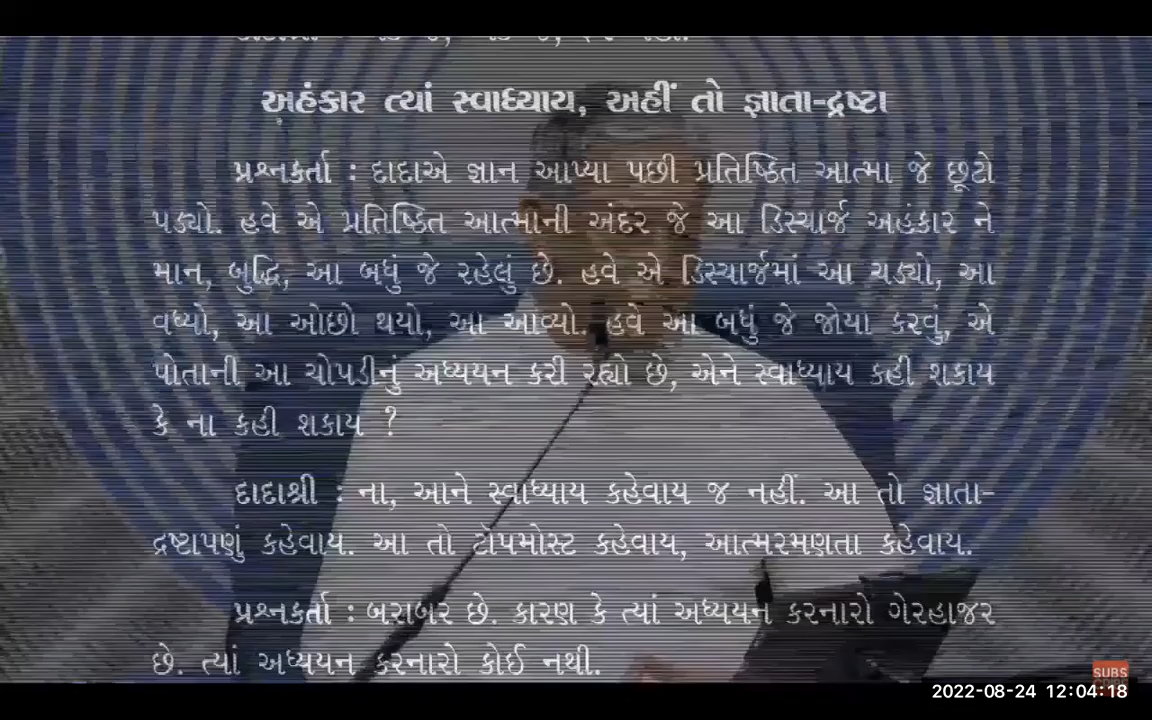 અહંકાર ત્યાં સ્વાધ્યાય, અહીં તો જ્ઞાતા-દ્રષ્ટા
પ્રશ્નકર્તા : દાદાએ જ્ઞાન આપ્યા પછી પ્રતિષ્ઠિત આત્મા જે છૂટો
પડ્યો. હવે એ પ્રતિષ્ઠિત આત્માની અંદર જે આ ડિસ્ચાર્જ અહંકાર ને
માન, બુદ્ધિ, આ બધું જે રહેલું છે. હવે એ ડિસ્ચાર્જમાં આ ચડ્યો, આ
વધ્યો, આ ઓછો થયો, આ આવ્યો. હવે આ બધું જે જોયા કરવું, એ
પોતાની આ ચોપડીનું અધ્યયન કરી રહ્યો છે, એને સ્વાધ્યાય કહી શકાય
કે ના કહી શકાય ?
દાદાશ્રી : ના, આને સ્વાધ્યાય કહેવાય જ નહીં. આ તો જ્ઞાતા-
દ્રષ્ટાપણું કહેવાય. આ તો ટૉપમોસ્ટ કહેવાય, આત્મરમણતા કહેવાય.
પ્રશ્નકર્તા : બરાબર છે. કારણ કે ત્યાં અધ્યયન કરનારો ગેરહાજર
છે. ત્યાં અધ્યયન કરનારો કોઈ નથી.
SUBS
2022-08-24 12:04:18